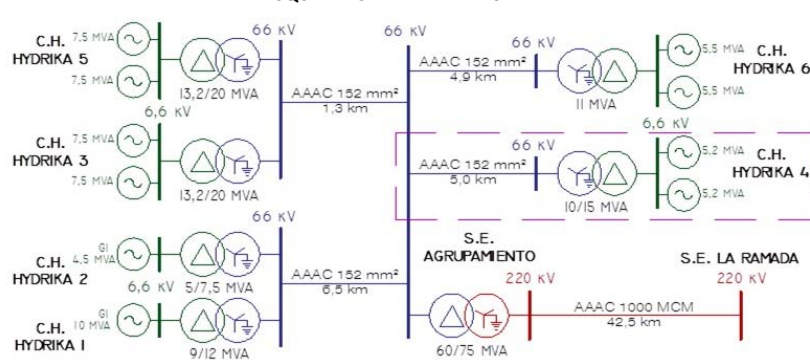 66 KV
66 KV
7.5 MVA
C.H.
HYDRIKA 5
7.5 MVA
13,2/20 MVA
6,6 KV
AAAC 152 mm²
1,3 km
AAAC 152 mm²
4,9 km
66 KV
11 MVA
5,5 MVA
C.H.
HYDRIKA 6
5,5 MVA
7.5 MVA
C.H.
HYDRIKA 3
7.5 MVA
13,2/20 MVA
66 KV
AAAC 152 mm²
5,0 km
10/15 MVA
6,6 KV
5,2 MVA
C.H.
HYDRIKA 4
5,2 MVA
66 KV
G1
C.H.
4.5 MVA
HYDRIKA 2
6,6 KV
5/7,5 MVA
AAAC 152 mm²
6,5 km
G1
C.H.
10 MVA
HYDRIKA 1
9/12 MVA
S.E.
AGRUPAMIENTO
220 KV
60/75 MVA
AAAC 1000 MCM
42,5 km
S.E. LA RAMADA
220 KV